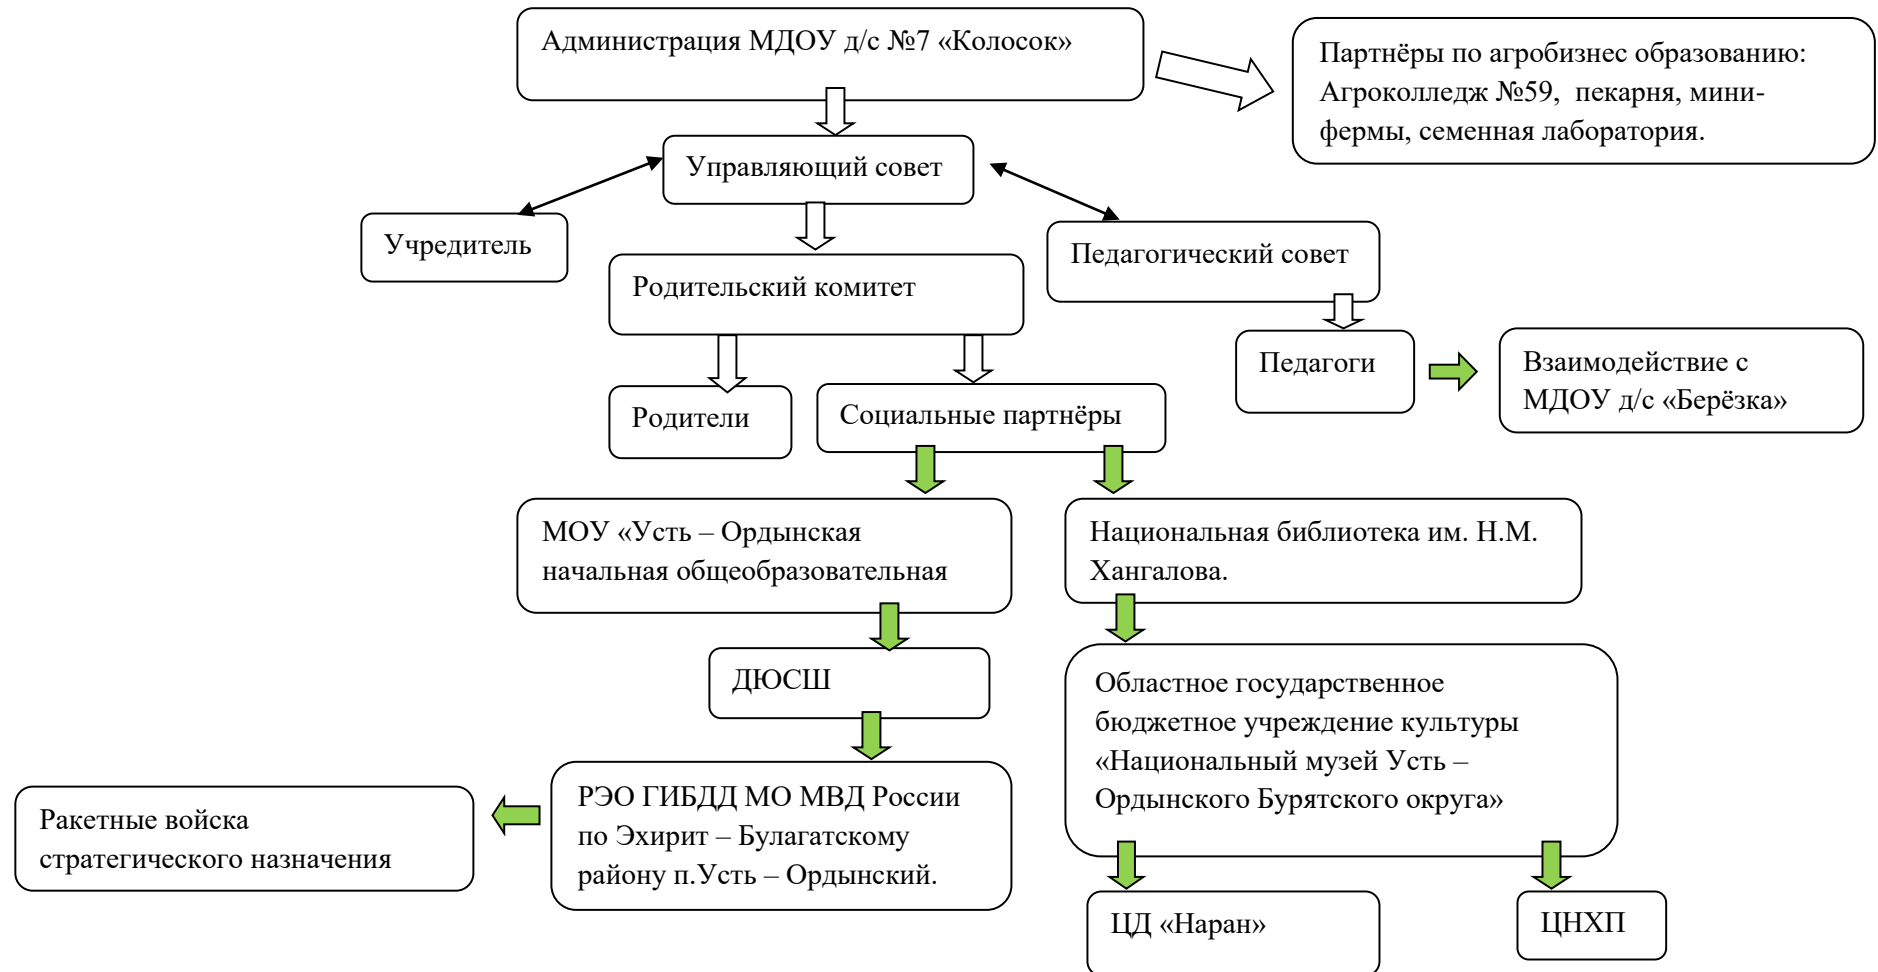 Администрация МДОУ д/с №7 «Колосок»
Партнёры по агробизнес образованию:
Агроколледж №59, пекарня, мини-
фермы, семенная лаборатория.
Управляющий совет
Учредитель
Педагогический совет
Родительский комитет
Педагоги
Взаимодействие с
МДОУ д/с «Берёзка»
Родители
Социальные партнёры
МОУ «Усть – Ордынская
начальная общеобразовательная
Национальная библиотека им. Н.М.
Хангалова.
ДЮСШ
Областное государственное
бюджетное учреждение культуры
«Национальный музей Усть –
Ордынского Бурятского округа»
РЭО ГИБДД МО МВД России
по Эхирит – Булагатскому
району п.Усть – Ордынский.
Ракетные войска
стратегического назначения
ЦД «Наран»
ЦНХП